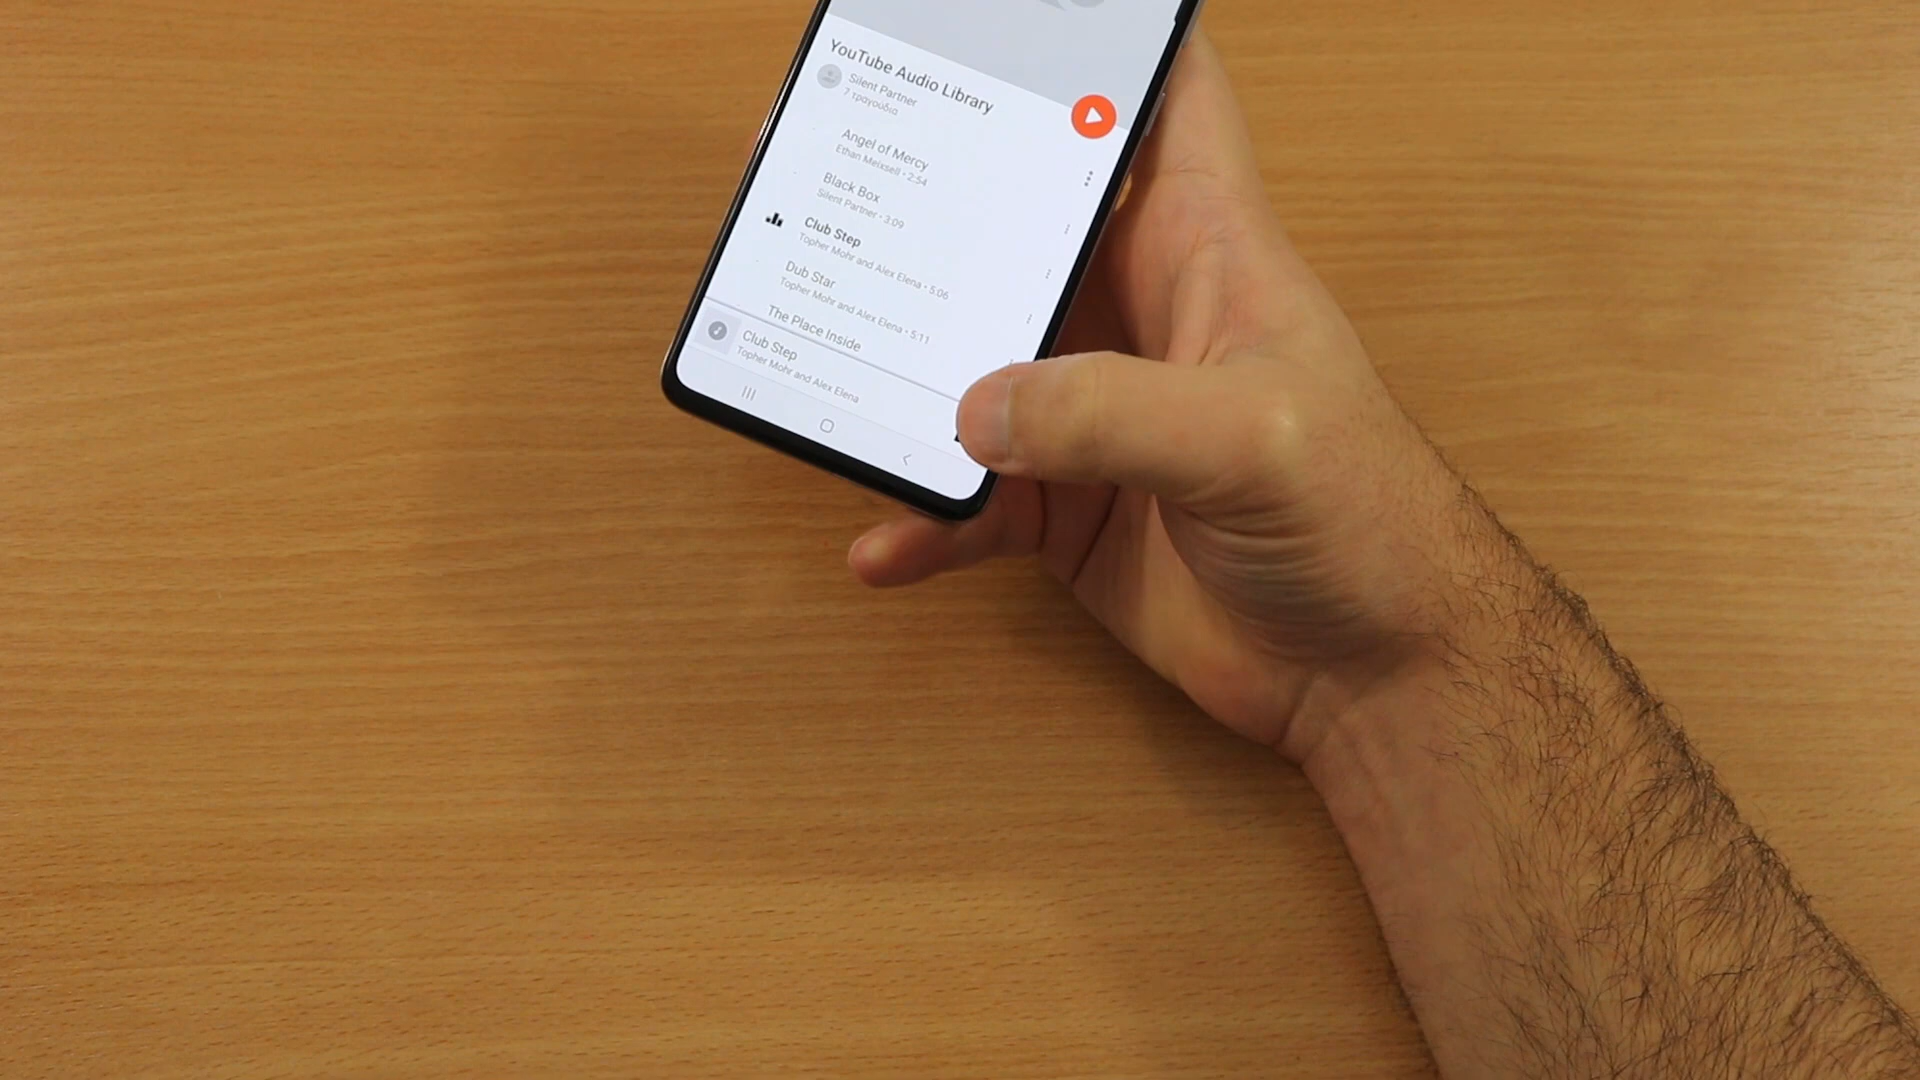 YouTube Audio Library
Silent Partner
7 τραγούδια
Angel of Mercy
Ethan Meixsell • 2:54
Black Box
Silent Partner • 3:09
Club Step
Topher Mohr and Alex Elena • 5:06
Dub Star
Topher Mohr and Alex Elena • 5:11
The Place Inside
Club Step
Topher Mohr and Alex Elena